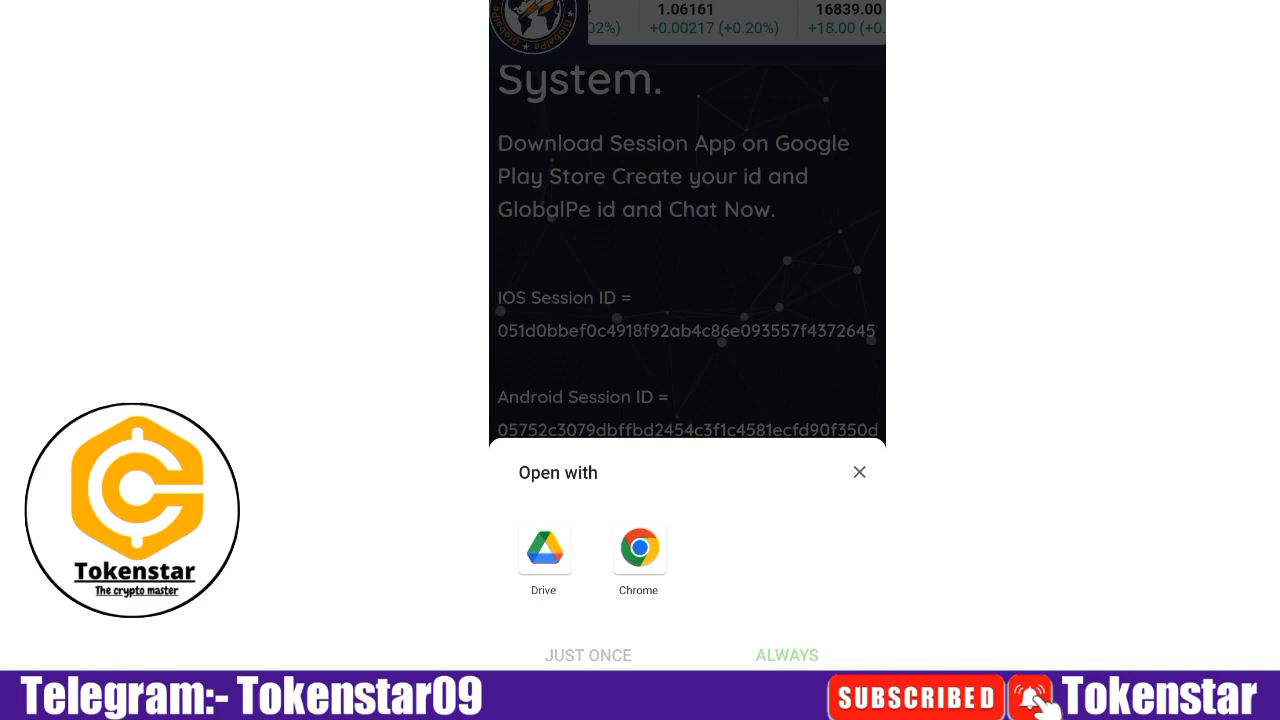 GlobalPe ★ GlobalPe ★
02%)
1.06161
+0.00217 (+0.20%)
16839.00
+18.00 (+0.
System.
Download Session App on Google
Play Store Create your id and
GlobalPe id and Chat Now.
IOS Session ID =
051d0bbef0c4918f92ab4c86e093557f4372645
Android Session ID =
05752c3079dbffbd2454c3f1c4581ecfd90f350d
Open with
Drive
Chrome
JUST ONCE
ALWAYS
Tokenstar
The crypto master
Telegram:- Tokenstar09
SUBSCRIBED
Tokenstar